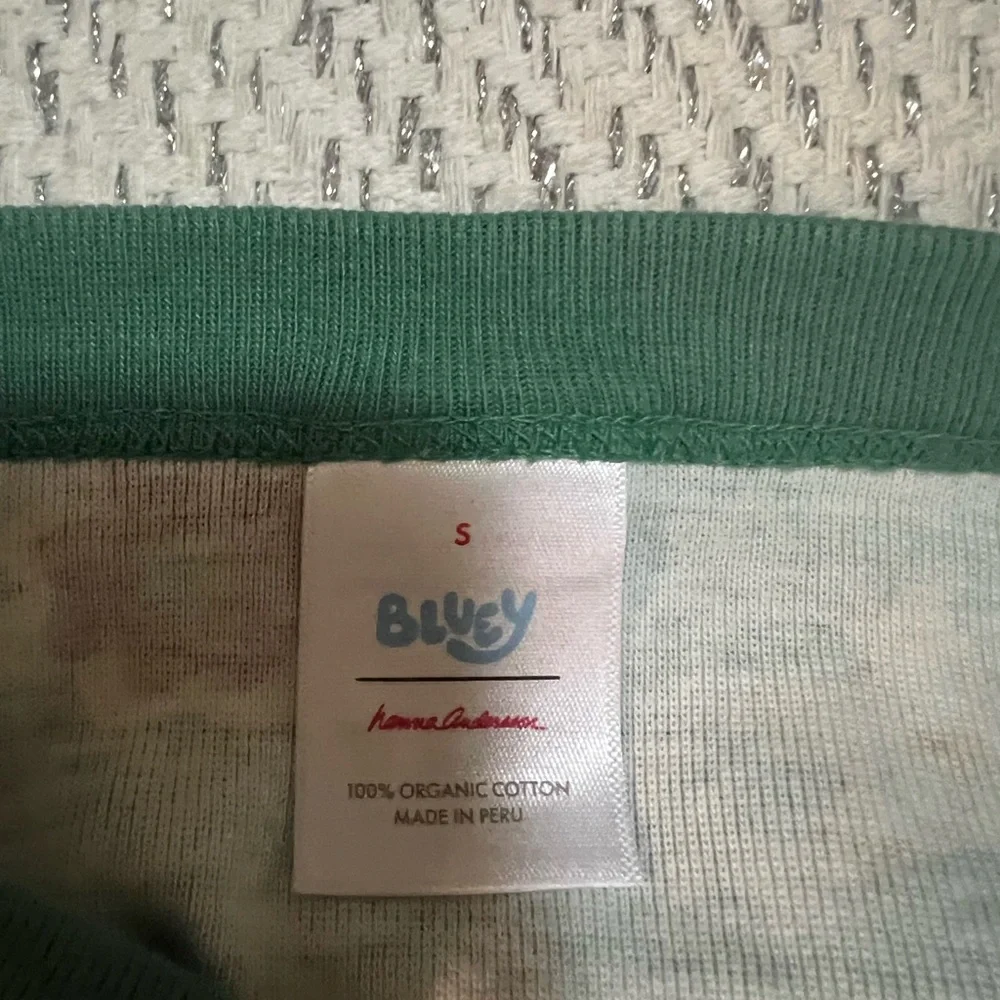 S
BLUEY
hanna Andersson
100% ORGANIC COTTON
MADE IN PERU